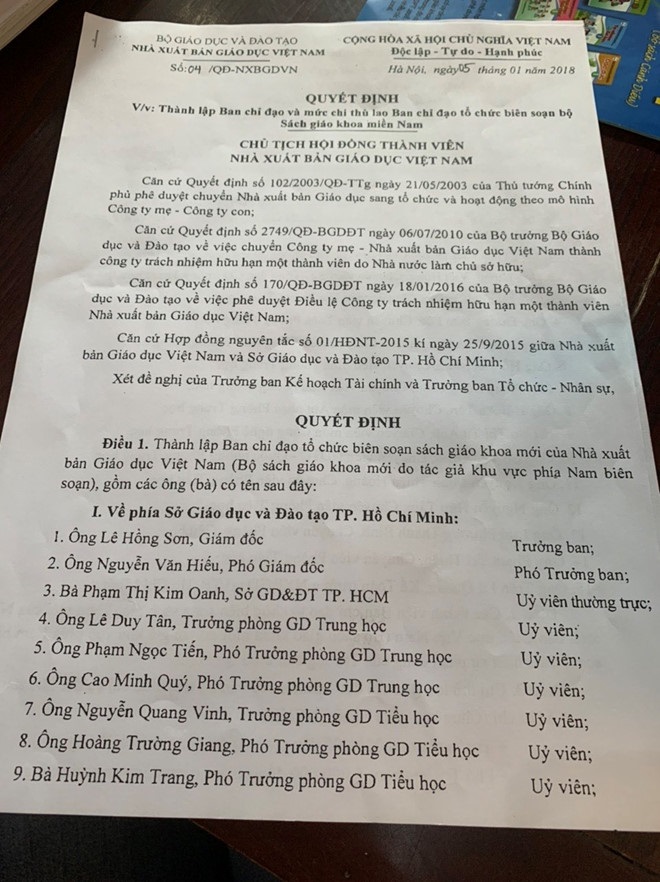 BỘ GIÁO DỤC VÀ ĐÀO TẠO
NHÀ XUẤT BẢN GIÁO DỤC VIỆT NAM
Số: 04 /QĐ-NXBGDVN
CỘNG HÒA XÃ HỘI CHỦ NGHĨA VIỆT NAM
Độc lập - Tự do - Hạnh phúc
Hà Nội, ngày 05 tháng 01 năm 2018
QUYẾT ĐỊNH
V/v: Thành lập Ban chỉ đạo và mức chi thù lao Ban chỉ đạo tổ chức biên soạn bộ
Sách giáo khoa miền Nam
CHỦ TỊCH HỘI ĐỒNG THÀNH VIÊN
NHÀ XUẤT BẢN GIÁO DỤC VIỆT NAM
Căn cứ Quyết định số 102/2003/QĐ-TTg ngày 21/05/2003 của Thủ tướng Chính
phủ phê duyệt chuyển Nhà xuất bản Giáo dục sang tổ chức và hoạt động theo mô hình
Công ty mẹ - Công ty con;
Căn cứ Quyết định số 2749/QĐ-BGDĐT ngày 06/07/2010 của Bộ trưởng Bộ Giáo
dục và Đào tạo về việc chuyển Công ty mẹ - Nhà xuất bản Giáo dục Việt Nam thành
công ty trách nhiệm hữu hạn một thành viên do Nhà nước làm chủ sở hữu;
Căn cứ Quyết định số 170/QĐ-BGDĐT ngày 18/01/2016 của Bộ trưởng Bộ Giáo
dục và Đào tạo về việc phê duyệt Điều lệ Công ty trách nhiệm hữu hạn một thành viên
Nhà xuất bản Giáo dục Việt Nam;
Căn cứ Hợp đồng nguyên tắc số 01/HĐNT-2015 kí ngày 25/9/2015 giữa Nhà xuất
bản Giáo dục Việt Nam và Sở Giáo dục và Đào tạo TP. Hồ Chí Minh;
Xét đề nghị của Trưởng ban Kế hoạch Tài chính và Trưởng ban Tổ chức - Nhân sự,
QUYẾT ĐỊNH
Điều 1. Thành lập Ban chỉ đạo tổ chức biên soạn sách giáo khoa mới của Nhà xuất
bản Giáo dục Việt Nam (Bộ sách giáo khoa mới do tác giả khu vực phía Nam biên
soạn), gồm các ông (bà) có tên sau đây:
I. Về phía Sở Giáo dục và Đào tạo TP. Hồ Chí Minh:
1. Ông Lê Hồng Sơn, Giám đốc Trưởng ban;
2. Ông Nguyễn Văn Hiếu, Phó Giám đốc Phó Trưởng ban;
3. Bà Phạm Thị Kim Oanh, Sở GD&ĐT TP. HCM Uỷ viên thường trực;
4. Ông Lê Duy Tân, Trưởng phòng GD Trung học Uỷ viên;
5. Ông Phạm Ngọc Tiến, Phó Trưởng phòng GD Trung học Uỷ viên;
6. Ông Cao Minh Quý, Phó Trưởng phòng GD Trung học Uỷ viên;
7. Ông Nguyễn Quang Vinh, Trưởng phòng GD Tiểu học Uỷ viên;
8. Ông Hoàng Trường Giang, Phó Trưởng phòng GD Tiểu học Uỷ viên;
9. Bà Huỳnh Kim Trang, Phó Trưởng phòng GD Tiểu học Uỷ viên;
sách Cánh Diều)